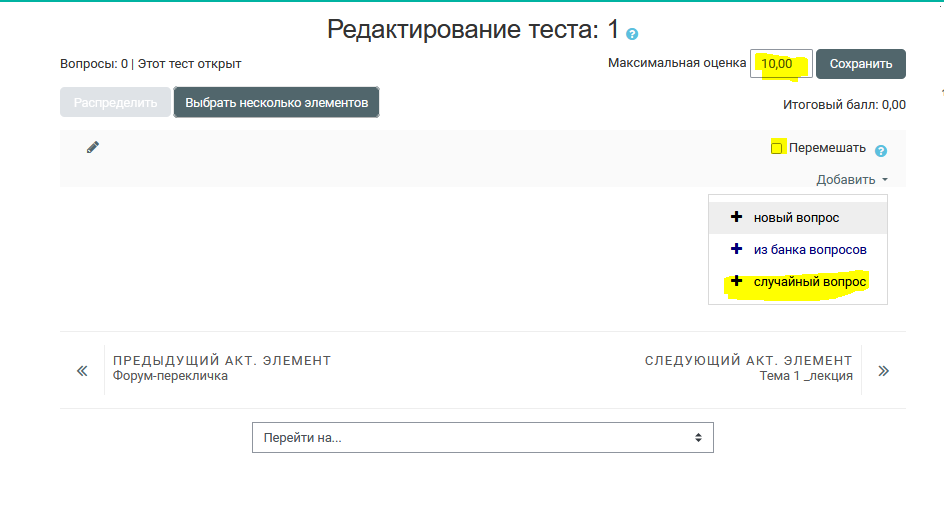 Редактирование теста: 1 ?
Вопросы: 0 | Этот тест открыт
Максимальная оценка 10,00 Сохранить
Распределить Выбрать несколько элементов
Итоговый балл: 0,00
Перемешать ?
Добавить
новый вопрос
из банка вопросов
случайный вопрос
ПРЕДЫДУЩИЙ АКТ. ЭЛЕМЕНТ
Форум-перекличка
СЛЕДУЮЩИЙ АКТ. ЭЛЕМЕНТ
Тема 1 _лекция
Перейти на...